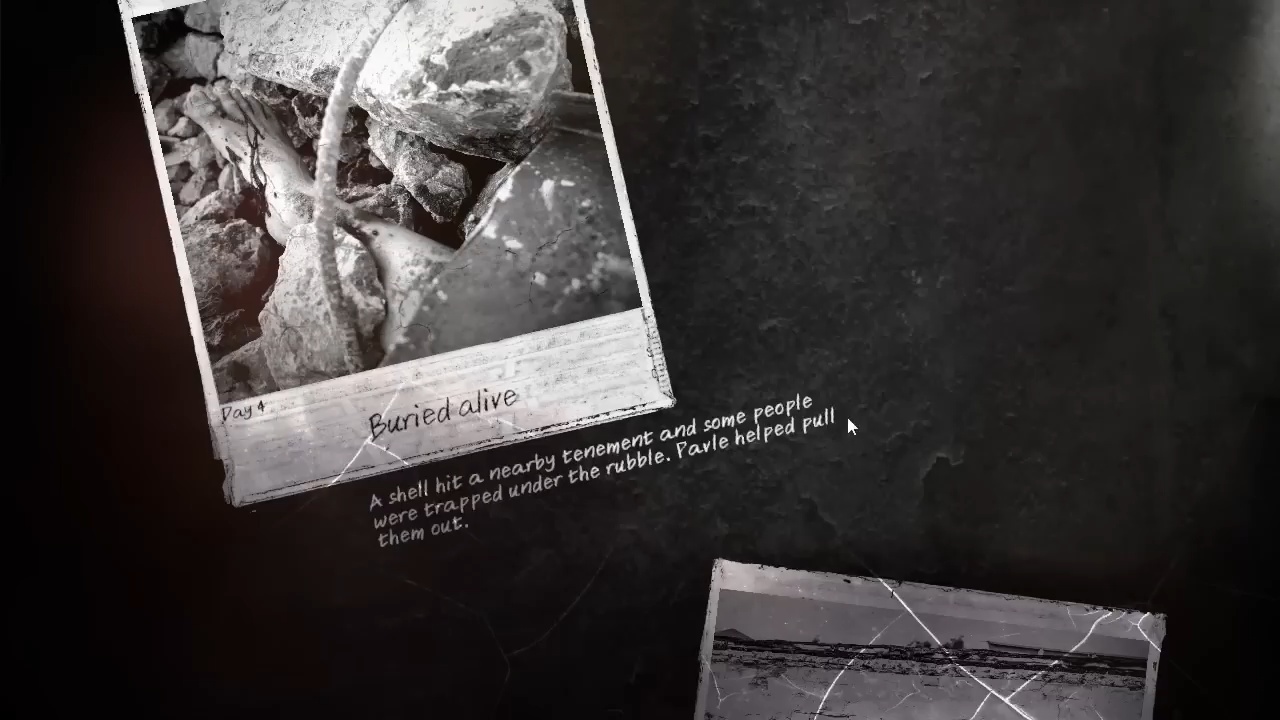 Day 4
Buried alive
A shell hit a nearby tenement and some people
were trapped under the rubble. Pavle helped pull
them out.